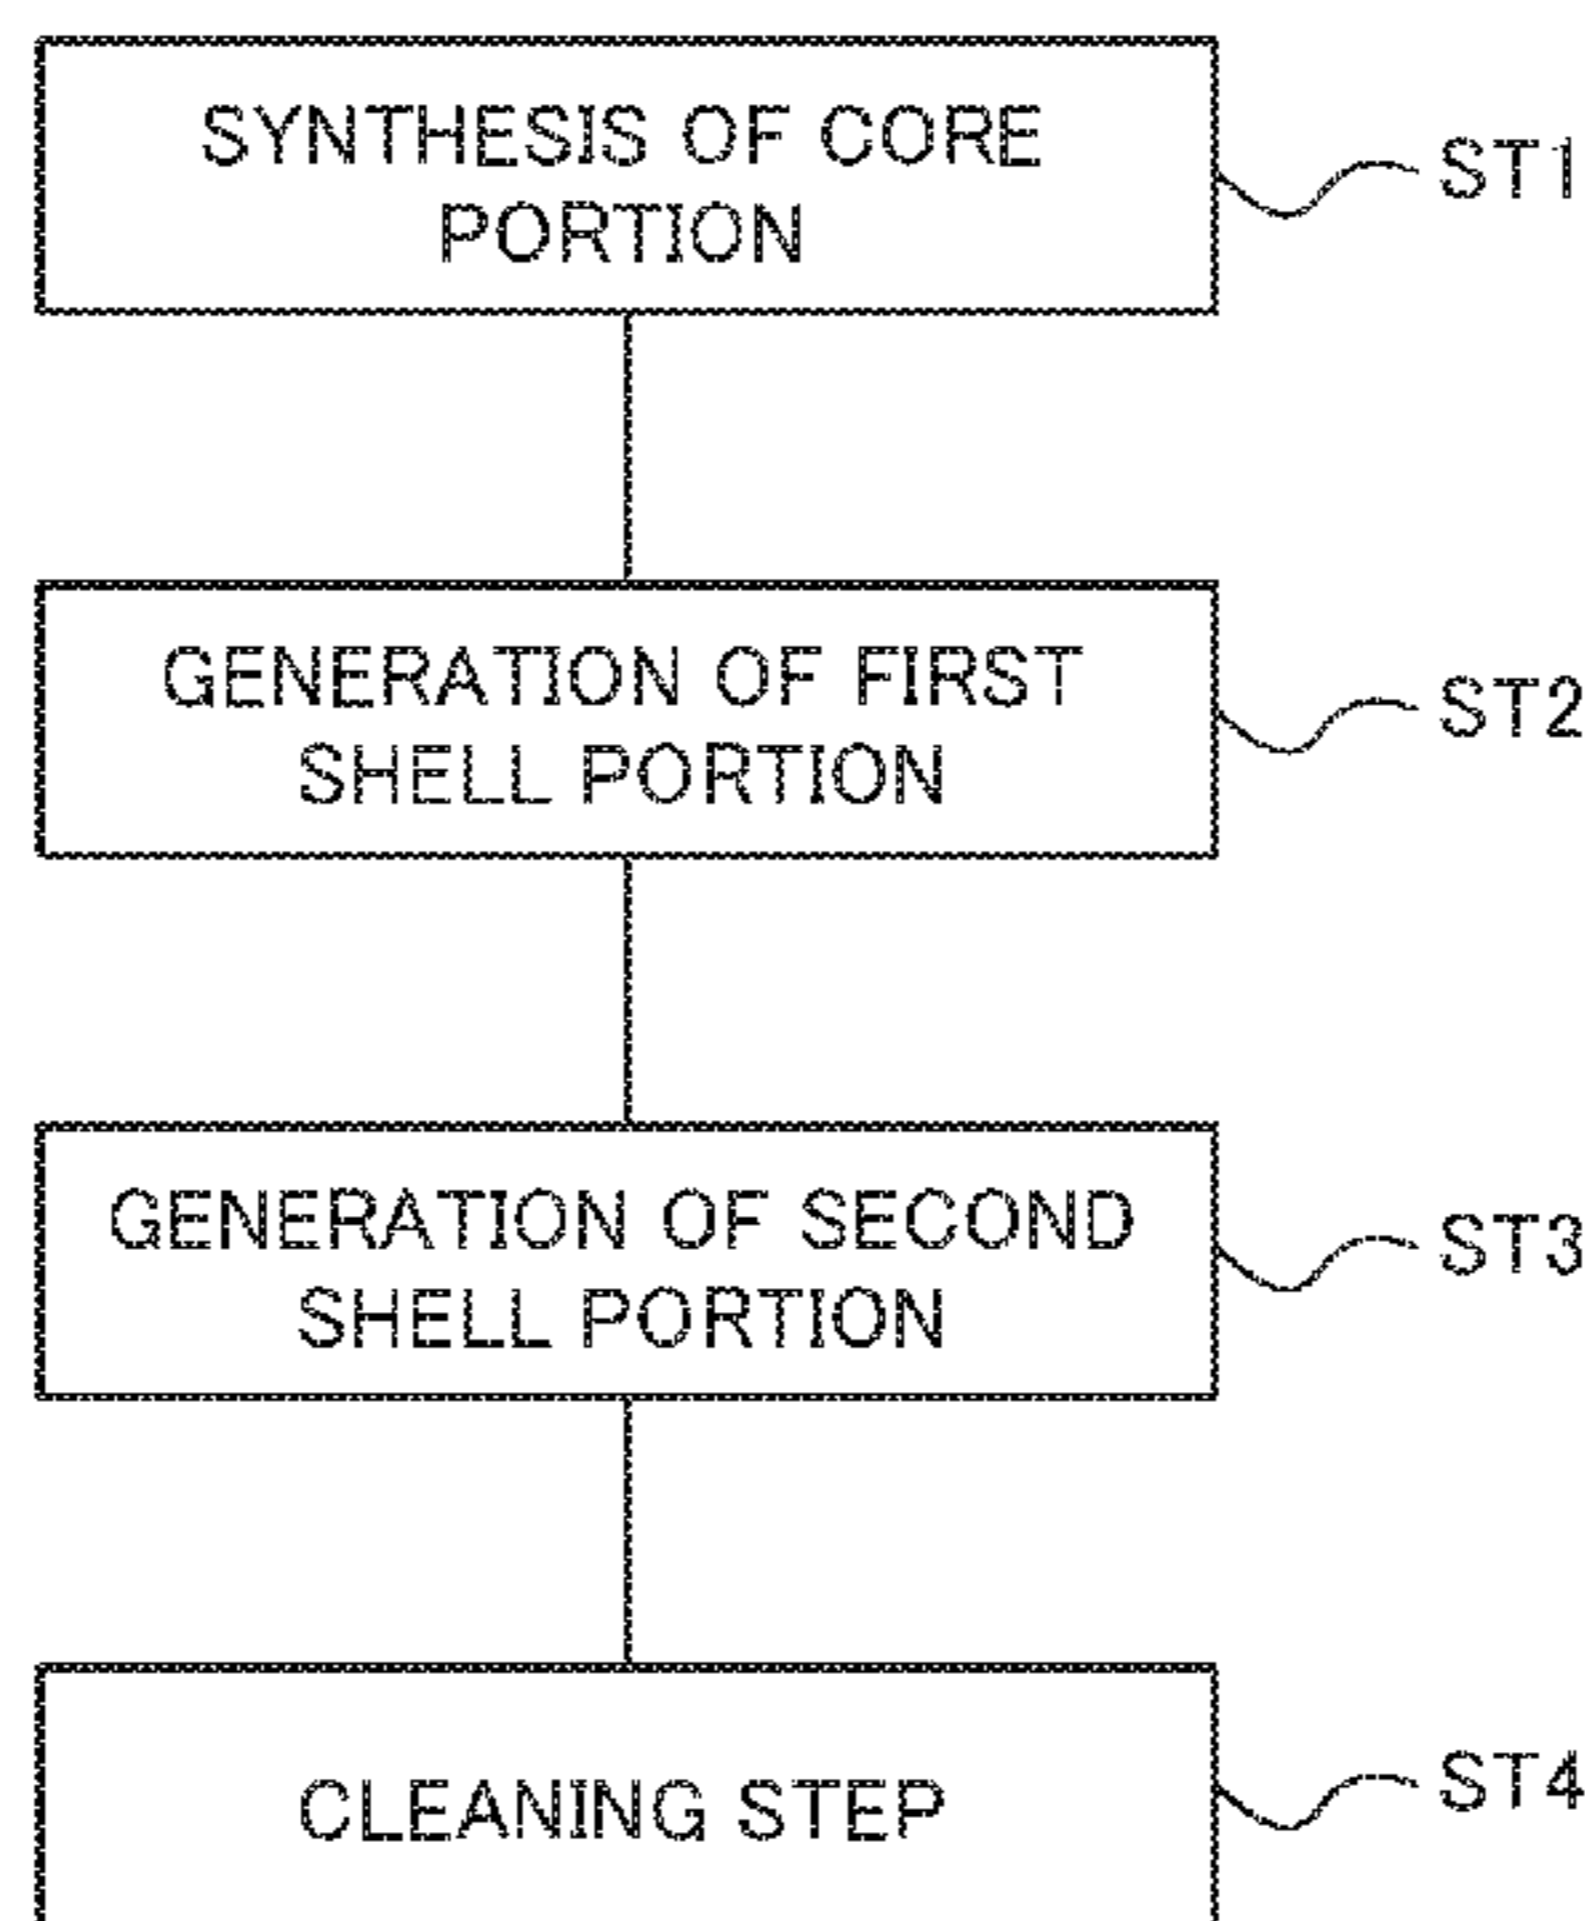 SYNTHESIS OF CORE
PORTION
ST1
GENERATION OF FIRST
SHELL PORTION
ST2
GENERATION OF SECOND
SHELL PORTION
ST3
CLEANING STEP
ST4